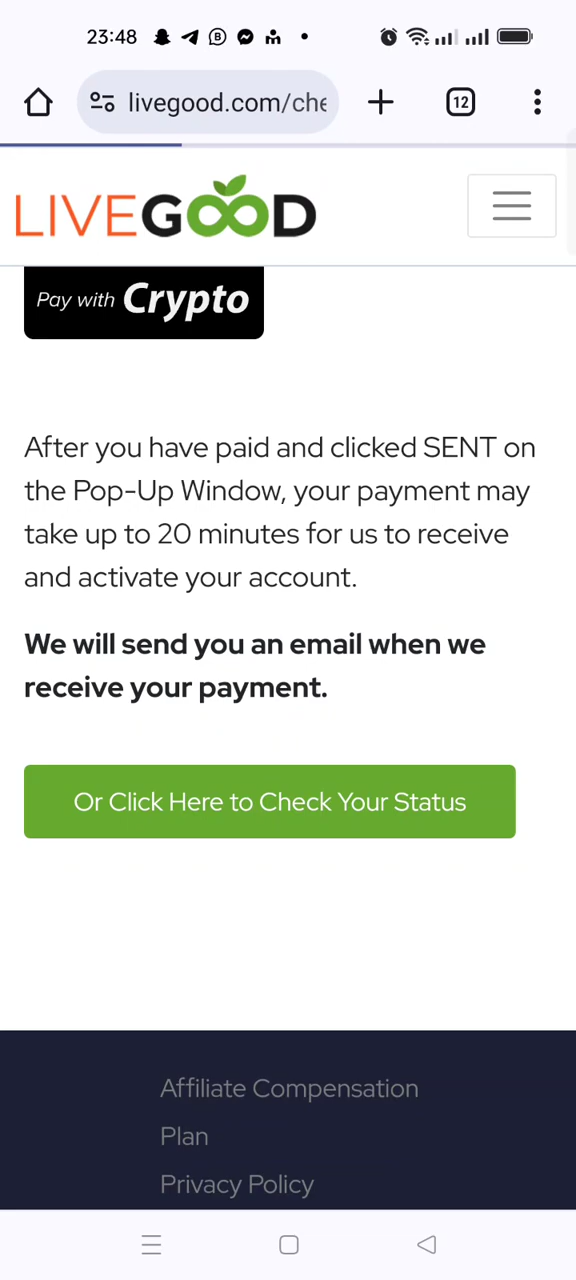 23:48
livegood.com/che
12
LIVEGOOD
Pay with Crypto
After you have paid and clicked SENT on
the Pop-Up Window, your payment may
take up to 20 minutes for us to receive
and activate your account.
We will send you an email when we
receive your payment.
Or Click Here to Check Your Status
Affiliate Compensation
Plan
Privacy Policy